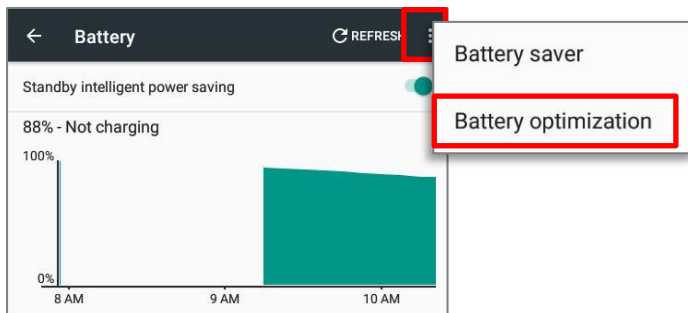 Battery
REFRESH
Battery saver
Standby intelligent power saving
Battery optimization
88% - Not charging
100%
0%
8 AM
9 AM
10 AM